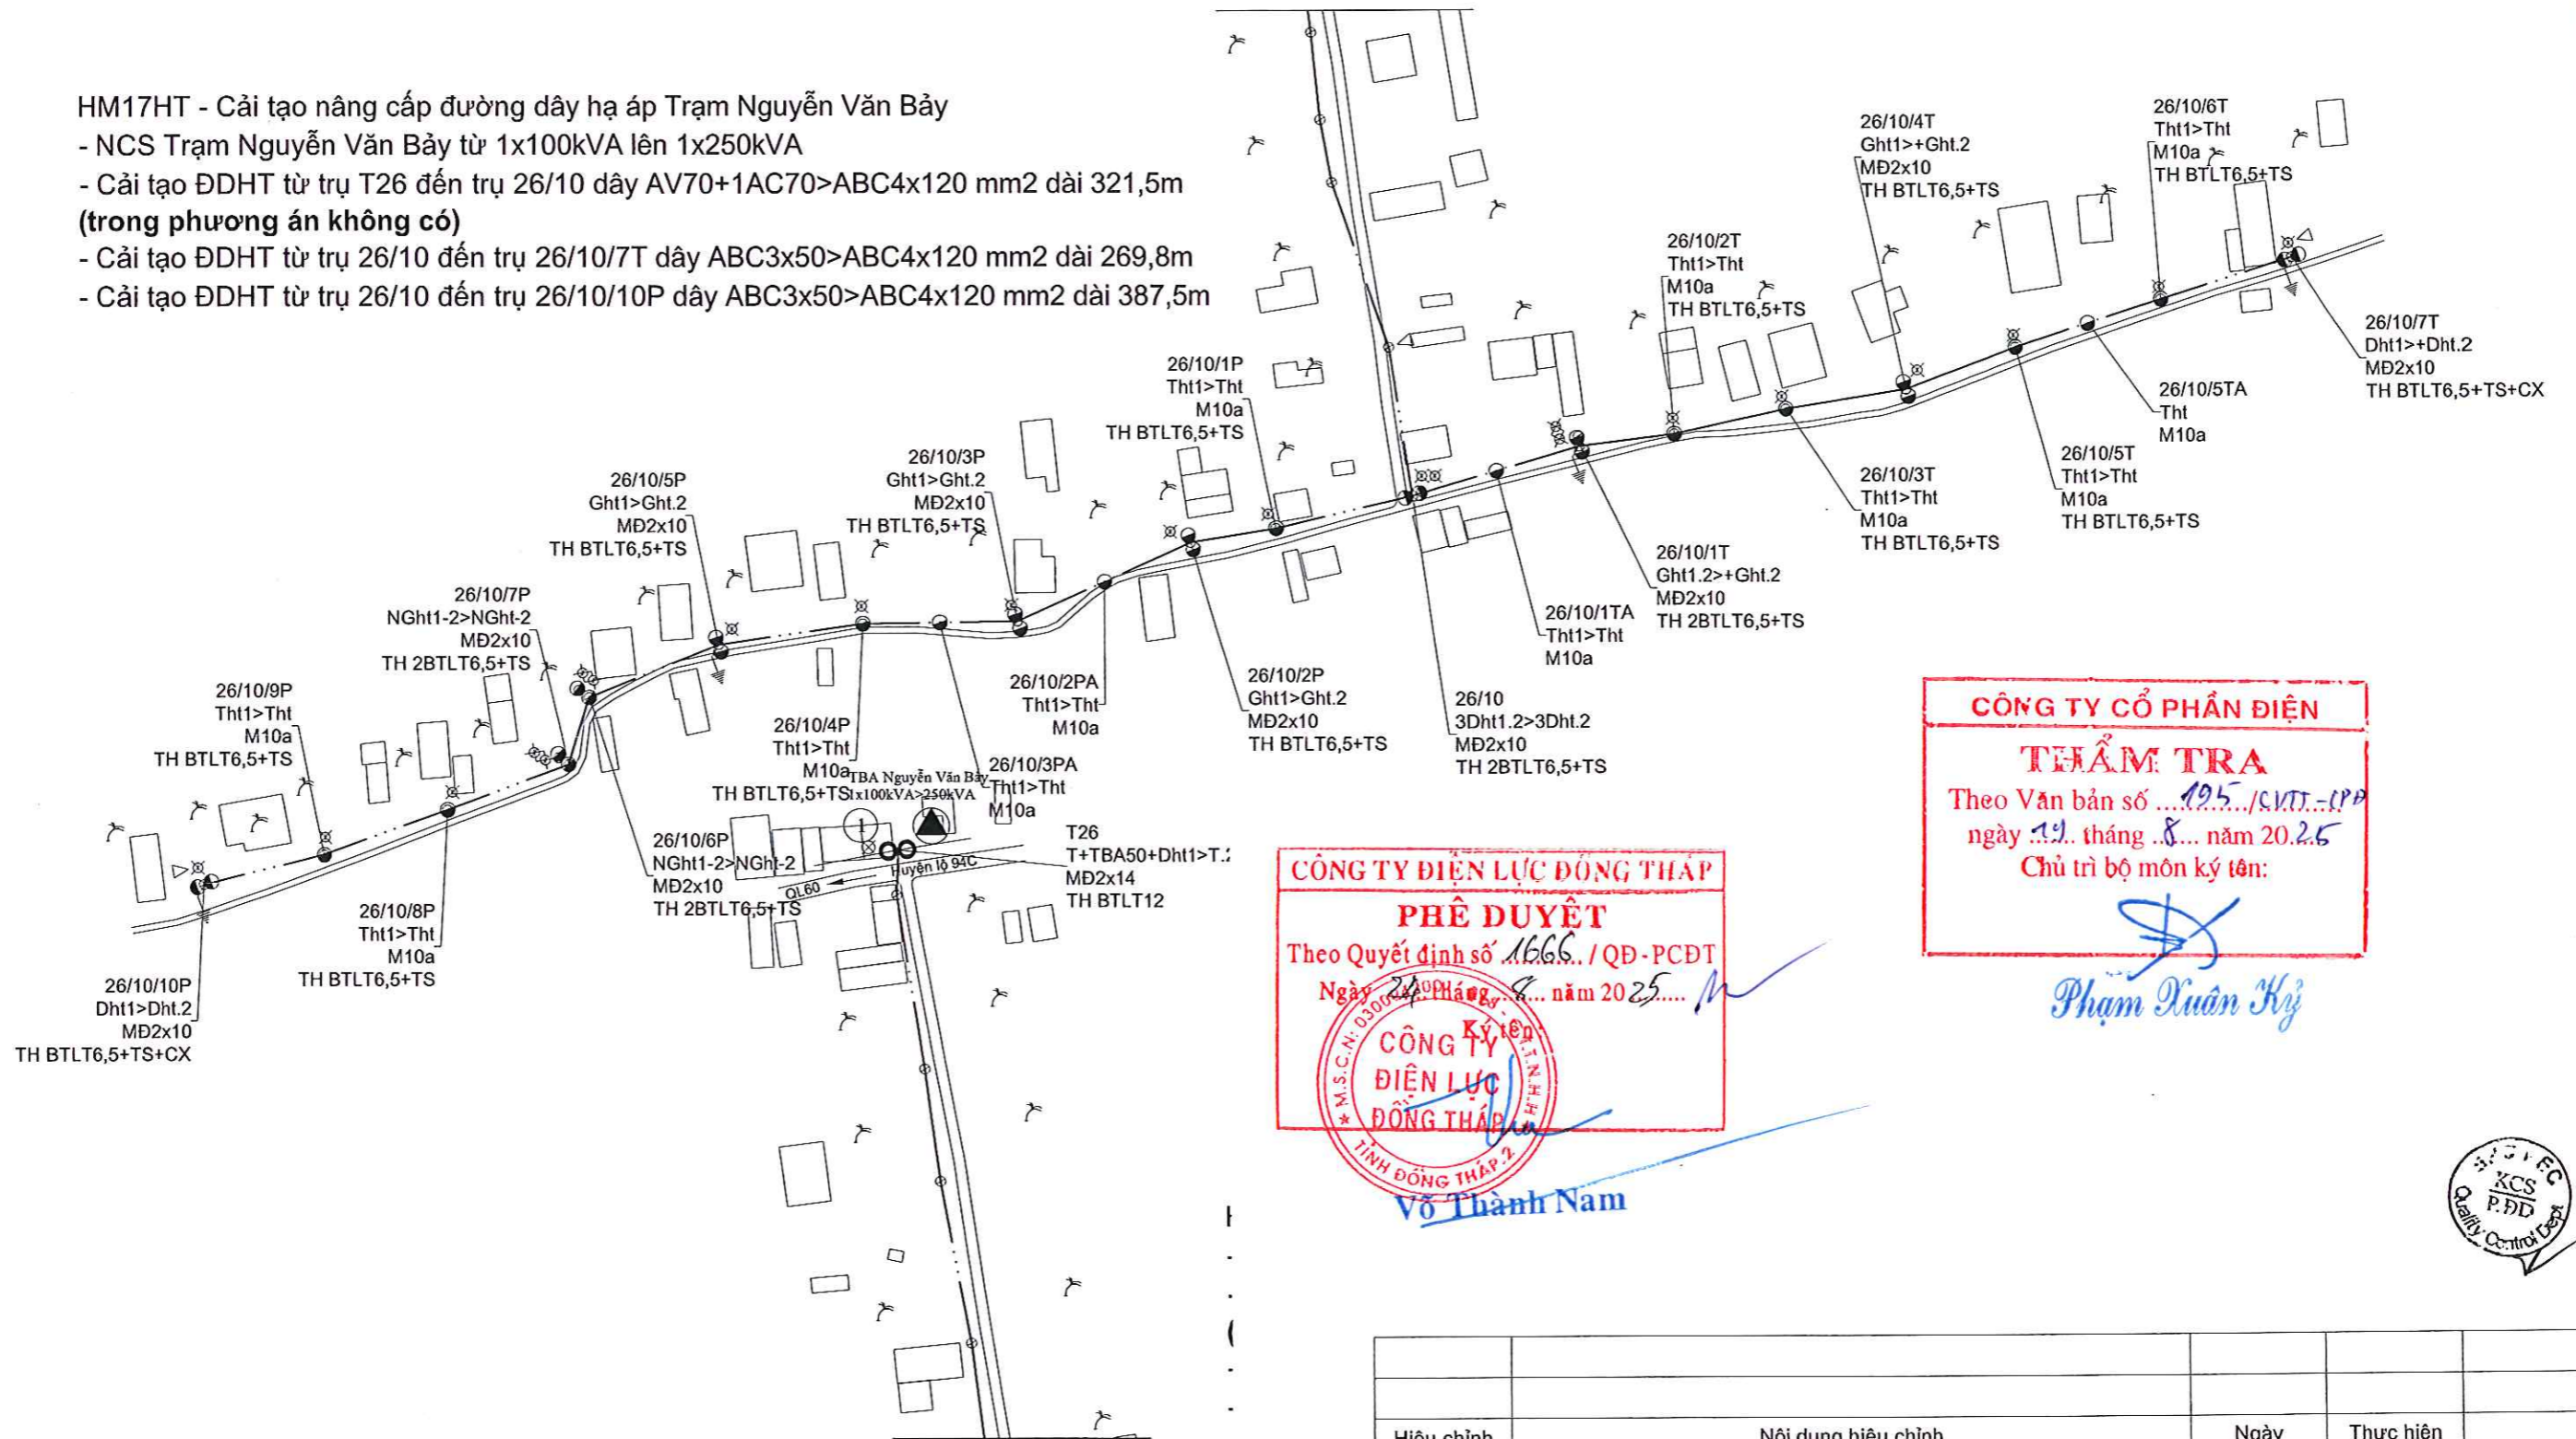 HM17HT - Cải tạo nâng cấp đường dây hạ áp Trạm Nguyễn Văn Bảy
- NCS Trạm Nguyễn Văn Bảy từ 1x100kVA lên 1x250kVA
- Cải tạo ĐDHT từ trụ T26 đến trụ 26/10 dây AV70+1AC70>ABC4x120 mm2 dài 321,5m
(trong phương án không có)
- Cải tạo ĐDHT từ trụ 26/10 đến trụ 26/10/7T dây ABC3x50>ABC4x120 mm2 dài 269,8m
- Cải tạo ĐDHT từ trụ 26/10 đến trụ 26/10/10P dây ABC3x50>ABC4x120 mm2 dài 387,5m
26/10/6T
Tht1>Tht
M10a
TH BTLT6,5+TS
26/10/4T
Ght1>+Ght.2
MĐ2x10
TH BTLT6,5+TS
26/10/2T
Tht1>Tht
M10a
TH BTLT6,5+TS
26/10/7T
Dht1>+Dht.2
MĐ2x10
TH BTLT6,5+TS+CX
26/10/5TA
Tht
M10a
26/10/5T
Tht1>Tht
M10a
TH BTLT6,5+TS
26/10/3T
Tht1>Tht
M10a
TH BTLT6,5+TS
26/10/1T
Ght1.2>+Ght.2
MĐ2x10
TH 2BTLT6,5+TS
26/10/1TA
Tht1>Tht
M10a
26/10
3Dht1.2>3Dht.2
MĐ2x10
TH 2BTLT6,5+TS
26/10/1P
Tht1>Tht
M10a
TH BTLT6,5+TS
26/10/2P
Ght1>Ght.2
MĐ2x10
TH BTLT6,5+TS
26/10/3P
Ght1>Ght.2
MĐ2x10
TH BTLT6,5+TS
26/10/2PA
Tht1>Tht
M10a
26/10/5P
Ght1>Ght.2
MĐ2x10
TH BTLT6,5+TS
26/10/4P
Tht1>Tht
M10a
TH BTLT6,5+TS
26/10/3PA
Tht1>Tht
M10a
26/10/7P
NGht1-2>NGht-2
MĐ2x10
TH 2BTLT6,5+TS
26/10/6P
NGht1-2>NGht-2
MĐ2x10
TH 2BTLT6,5+TS
26/10/9P
Tht1>Tht
M10a
TH BTLT6,5+TS
26/10/8P
Tht1>Tht
M10a
TH BTLT6,5+TS
26/10/10P
Dht1>Dht.2
MĐ2x10
TH BTLT6,5+TS+CX
TBA Nguyễn Văn Bảy
1x100kVA>250kVA
1
QL60
Huyện lộ 94C
T26
T+TBA50+Dht1>T.2
MĐ2x14
TH BTLT12
CÔNG TY CỔ PHẦN ĐIỆN
THẨM TRA
Theo Văn bản số 195/CVTT-CPĐ
ngày 19 tháng 8 năm 2025
Chủ trì bộ môn ký tên:
Phạm Xuân Kỷ
CÔNG TY ĐIỆN LỰC ĐỒNG THÁP
PHÊ DUYỆT
Theo Quyết định số 1666 / QĐ-PCĐT
Ngày 24 tháng 8 năm 2025
Ký tên
CÔNG TY
ĐIỆN LỰC
ĐỒNG THÁP
TỈNH ĐỒNG THÁP
Võ Thành Nam
KCS
P.ĐD
Quality Control Dept
Hiệu chỉnh
Nội dung hiệu chỉnh
Ngày
Thực hiện